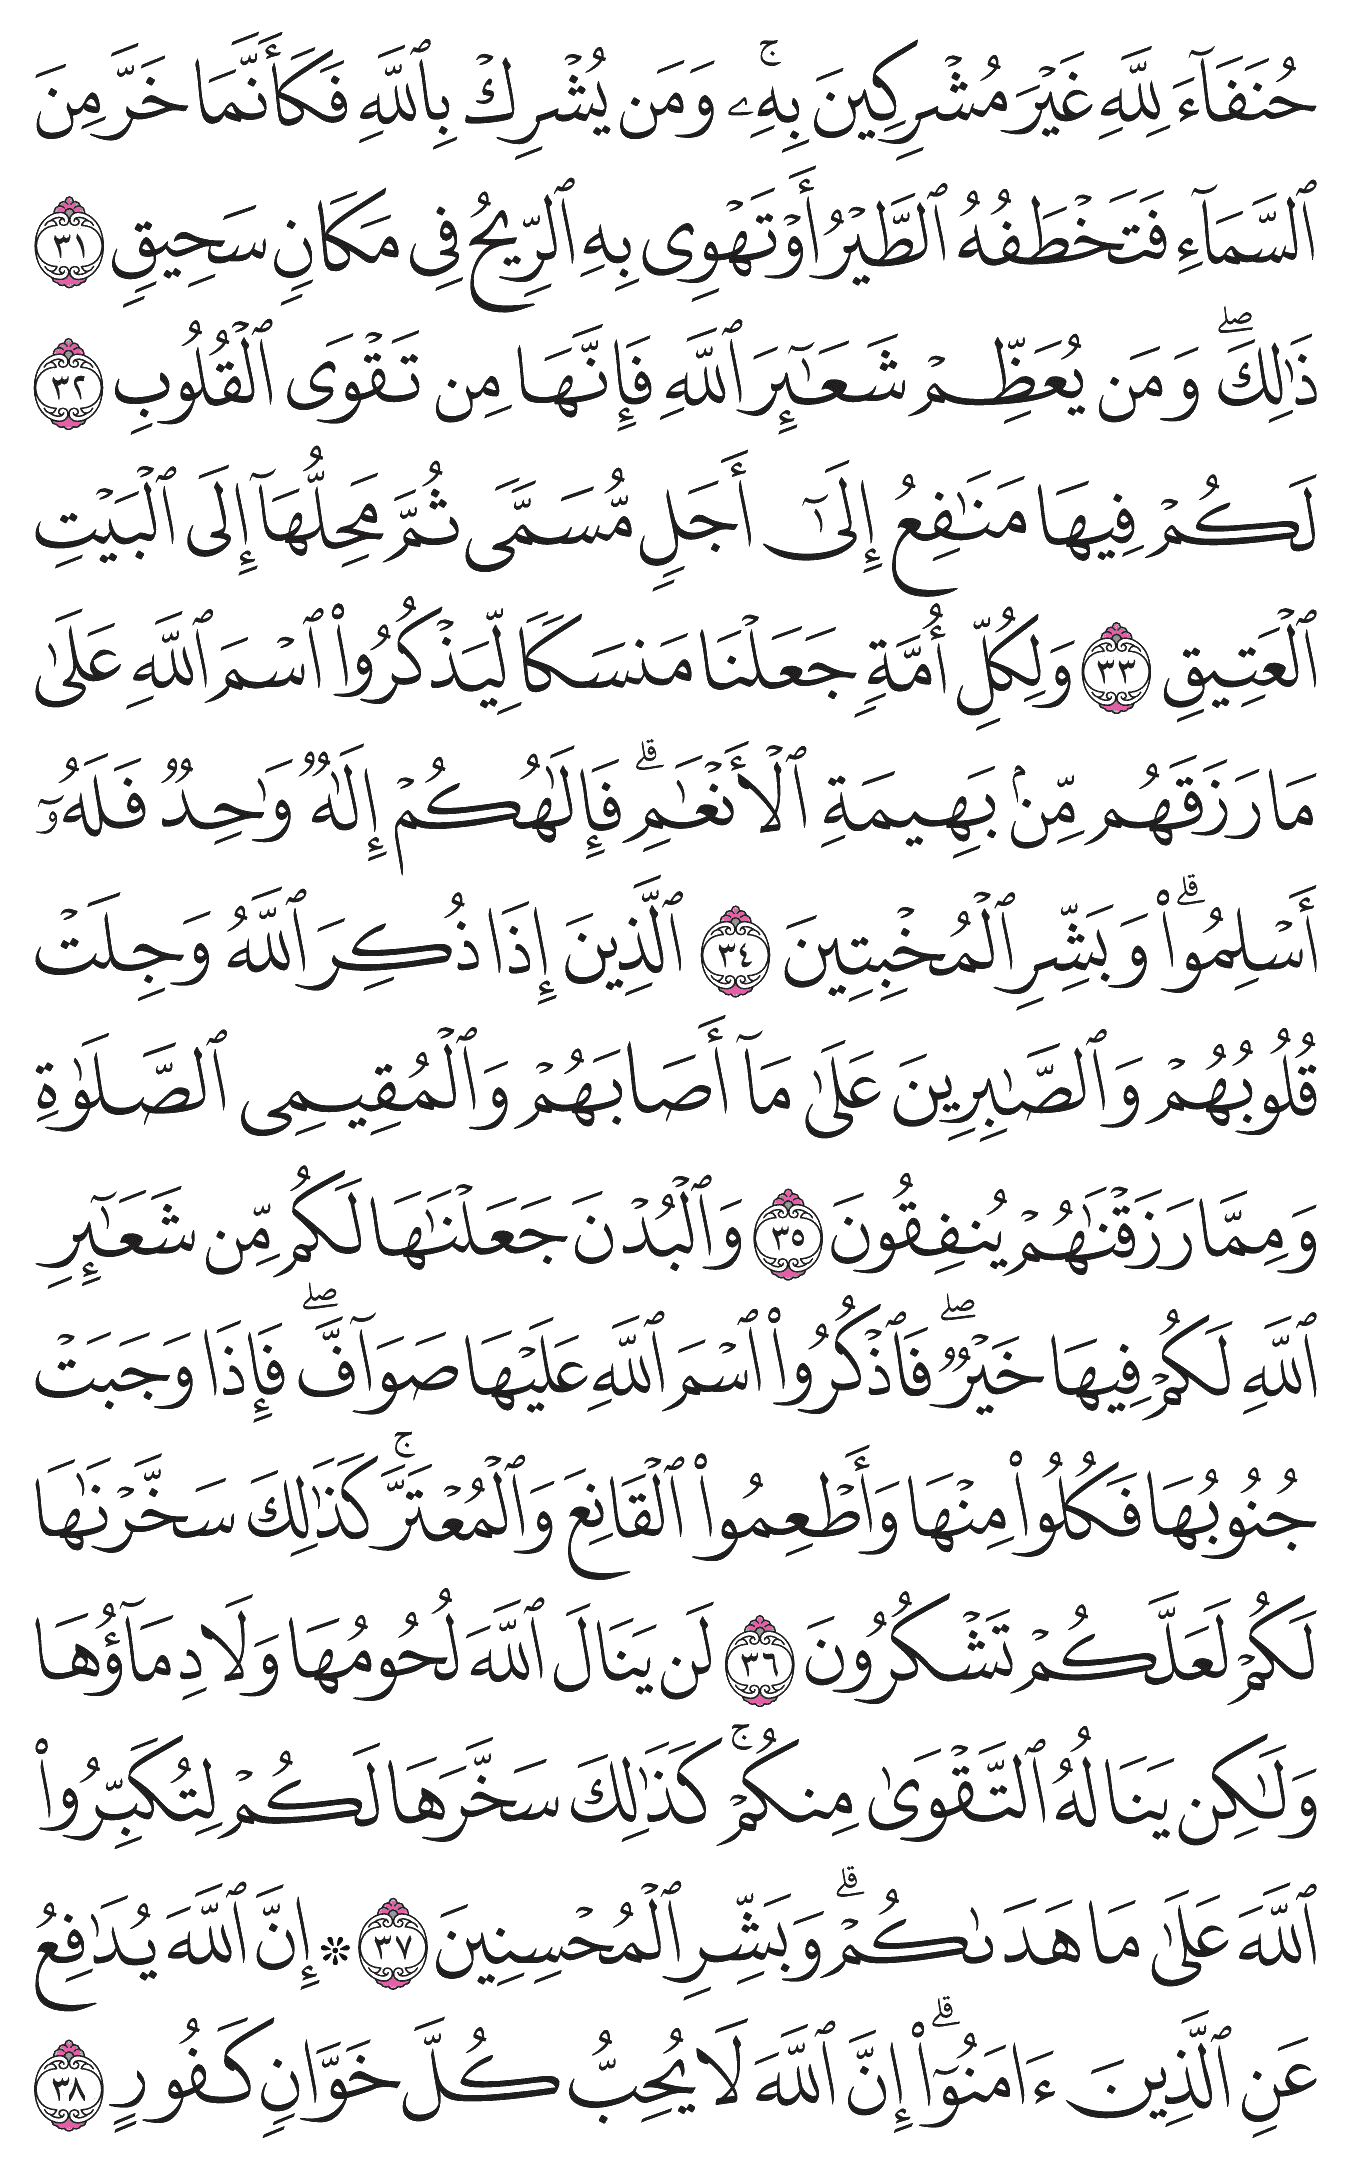 حُنَفَآءَ لِلَّهِ غَيۡرَ مُشۡرِكِينَ بِهِۦۚ وَمَن يُشۡرِكۡ بِٱللَّهِ فَكَأَنَّمَا خَرَّ مِنَ
ٱلسَّمَآءِ فَتَخۡطَفُهُ ٱلطَّيۡرُ أَوۡ تَهۡوِي بِهِ ٱلرِّيحُ فِي مَكَانٖ سَحِيقٖ ٣١
ذَٰلِكَۖ وَمَن يُعَظِّمۡ شَعَٰٓئِرَ ٱللَّهِ فَإِنَّهَا مِن تَقۡوَى ٱلۡقُلُوبِ ٣٢
لَكُمۡ فِيهَا مَنَٰفِعُ إِلَىٰٓ أَجَلٖ مُّسَمّٗى ثُمَّ مَحِلُّهَآ إِلَى ٱلۡبَيۡتِ
ٱلۡعَتِيقِ ٣٣ وَلِكُلِّ أُمَّةٖ جَعَلۡنَا مَنسَكٗا لِّيَذۡكُرُواْ ٱسۡمَ ٱللَّهِ عَلَىٰ
مَا رَزَقَهُم مِّنۢ بَهِيمَةِ ٱلۡأَنۡعَٰمِۗ فَإِلَٰهُكُمۡ إِلَٰهٞ وَٰحِدٞ فَلَهُۥٓ
أَسۡلِمُواْۗ وَبَشِّرِ ٱلۡمُخۡبِتِينَ ٣٤ ٱلَّذِينَ إِذَا ذُكِرَ ٱللَّهُ وَجِلَتۡ
قُلُوبُهُمۡ وَٱلصَّٰبِرِينَ عَلَىٰ مَآ أَصَابَهُمۡ وَٱلۡمُقِيمِي ٱلصَّلَوٰةِ
وَمِمَّا رَزَقۡنَٰهُمۡ يُنفِقُونَ ٣٥ وَٱلۡبُدۡنَ جَعَلۡنَٰهَا لَكُم مِّن شَعَٰٓئِرِ
ٱللَّهِ لَكُمۡ فِيهَا خَيۡرٞۖ فَٱذۡكُرُواْ ٱسۡمَ ٱللَّهِ عَلَيۡهَا صَوَآفَّۖ فَإِذَا وَجَبَتۡ
جُنُوبُهَا فَكُلُواْ مِنۡهَا وَأَطۡعِمُواْ ٱلۡقَانِعَ وَٱلۡمُعۡتَرَّۚ كَذَٰلِكَ سَخَّرۡنَٰهَا
لَكُمۡ لَعَلَّكُمۡ تَشۡكُرُونَ ٣٦ لَن يَنَالَ ٱللَّهَ لُحُومُهَا وَلَا دِمَآؤُهَا
وَلَٰكِن يَنَالُهُ ٱلتَّقۡوَىٰ مِنكُمۡۚ كَذَٰلِكَ سَخَّرَهَا لَكُمۡ لِتُكَبِّرُواْ
ٱللَّهَ عَلَىٰ مَا هَدَىٰكُمۡۗ وَبَشِّرِ ٱلۡمُحۡسِنِينَ ٣٧ ۞ إِنَّ ٱللَّهَ يُدَٰفِعُ
عَنِ ٱلَّذِينَ ءَامَنُوٓاْۗ إِنَّ ٱللَّهَ لَا يُحِبُّ كُلَّ خَوَّانٖ كَفُورٍ ٣٨